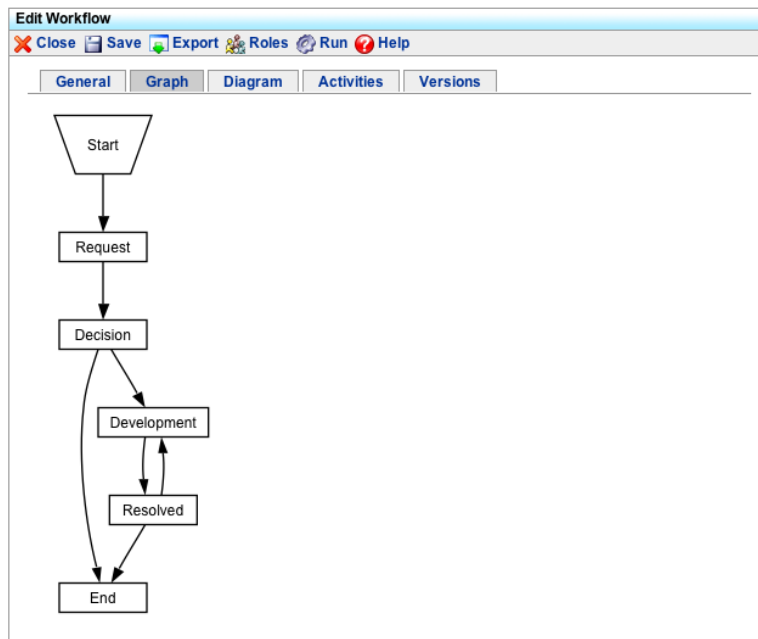 Edit Workflow
Close Save Export Roles Run Help
General Graph Diagram Activities Versions
Start
Request
Decision
Development
Resolved
End